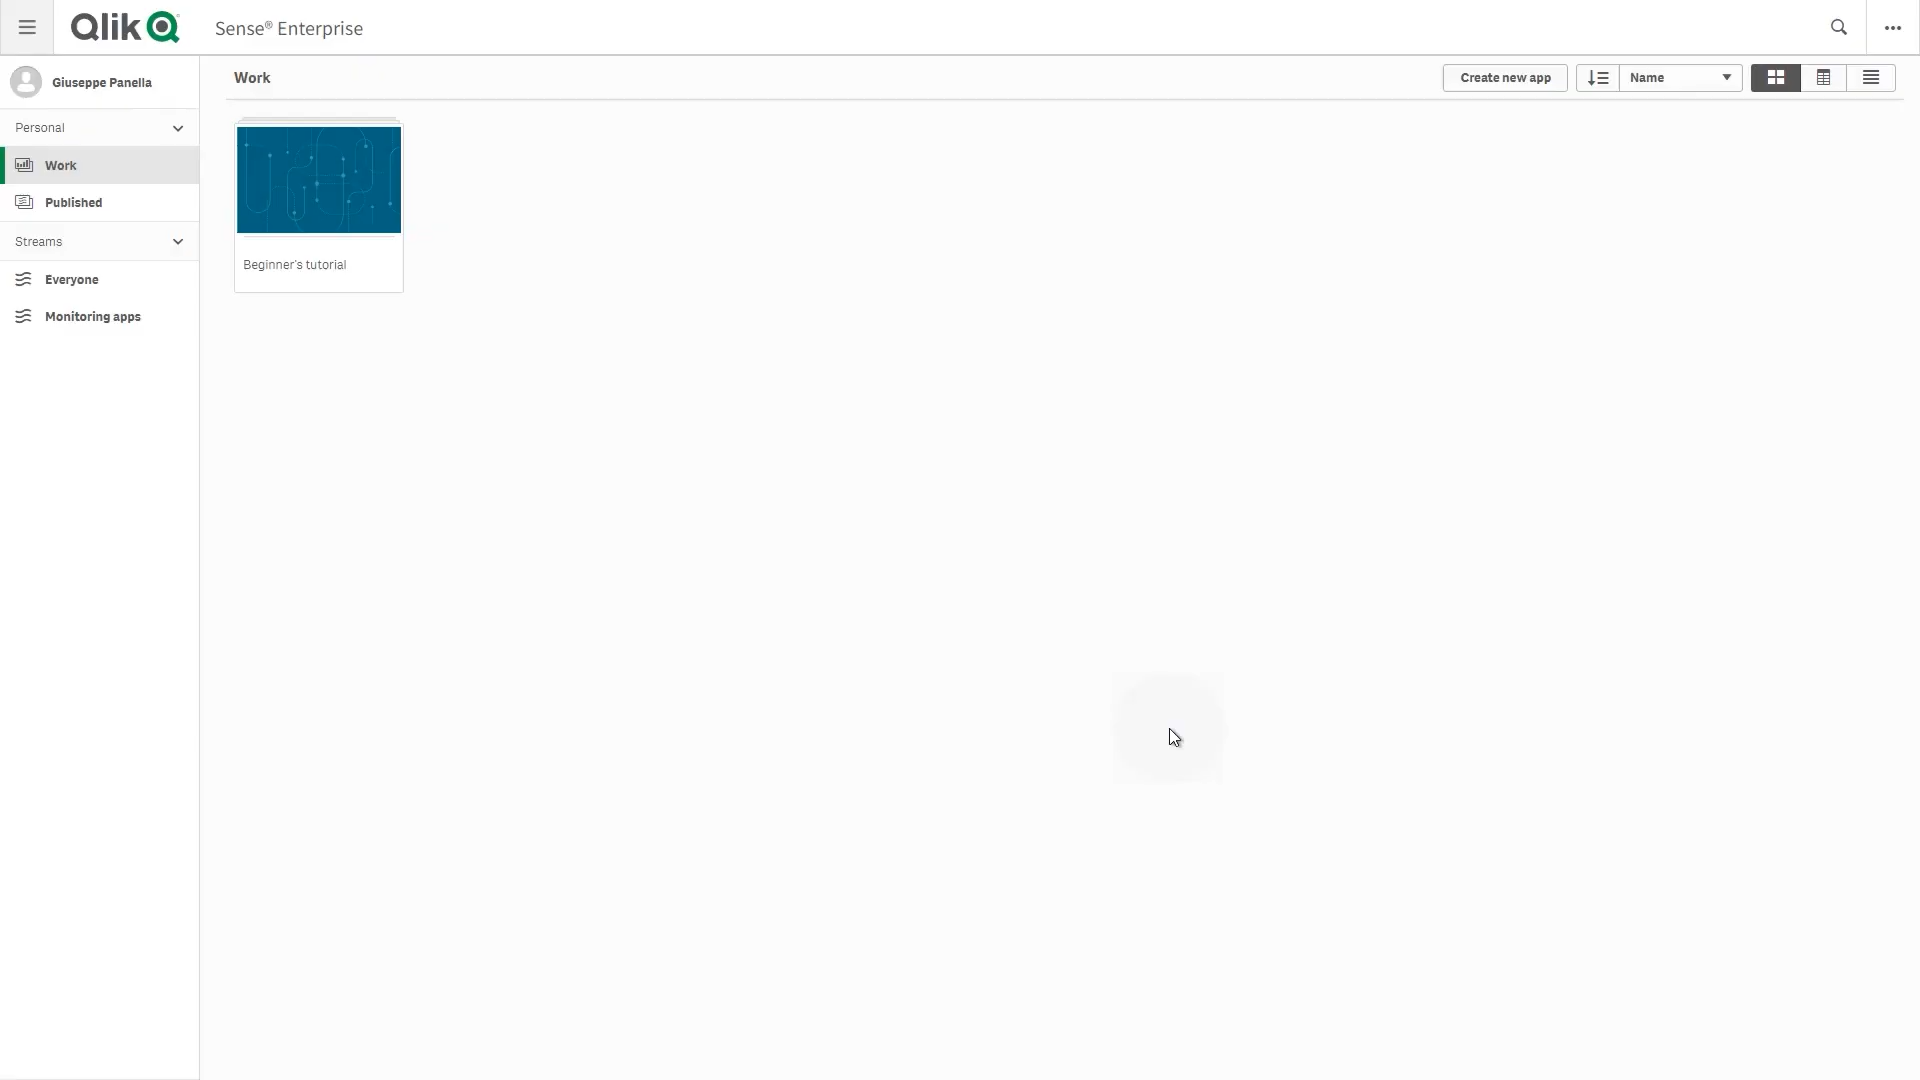 Qlik
Sense® Enterprise
Giuseppe Panella
Personal
Work
Published
Streams
Everyone
Monitoring apps
Work
Create new app
Name
Beginner's tutorial